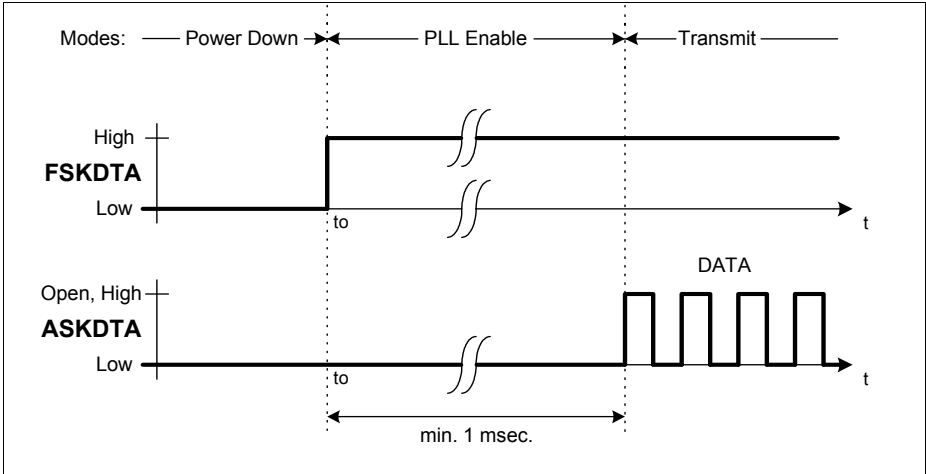 Modes: Power Down PLL Enable Transmit
High
FSKDTA
Low
to
t
DATA
Open, High
ASKDTA
Low
to
t
min. 1 msec.